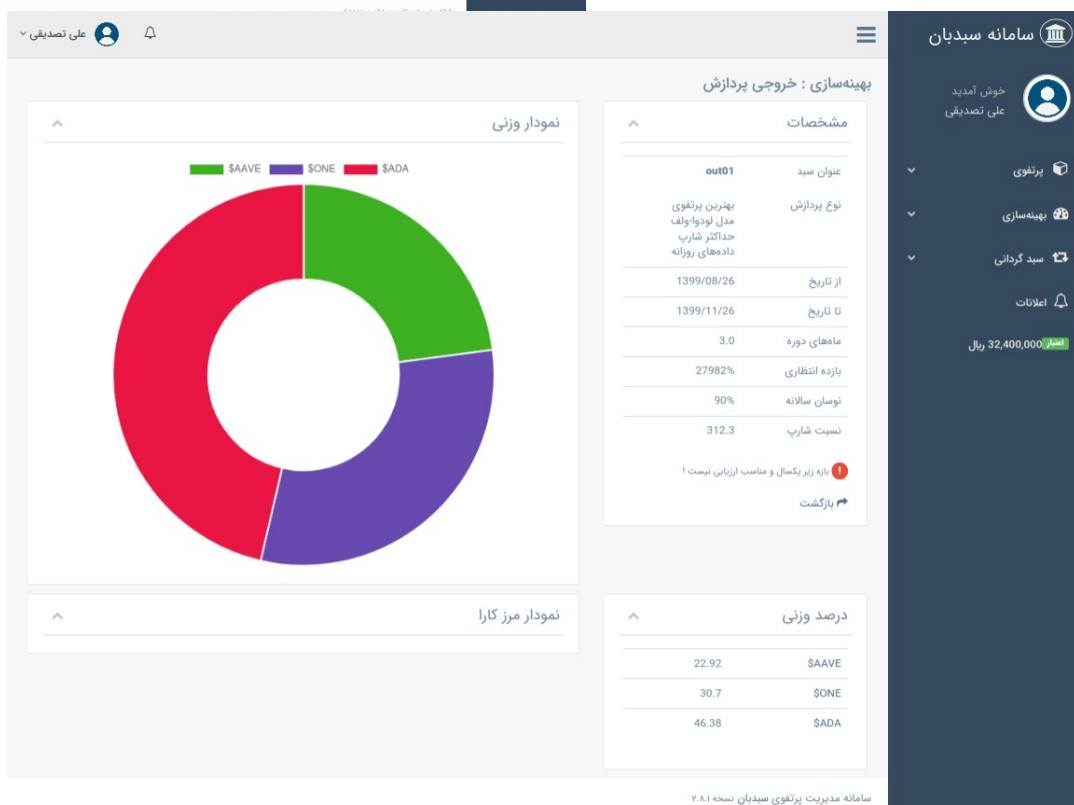 سامانه سبدبان
علی تصدیقی
خوش آمدید
علی تصدیقی
پرتفوی
بهینه‌سازی
سبد گردانی
اعلانات
اعتبار 32,400,000 ریال
بهینه‌سازی : خروجی پردازش
مشخصات
عنوان سبد out01
نوع پردازش بهترین پرتفوی
مدل لودوا-ولف
حداکثر شارپ
داده‌های روزانه
از تاریخ 1399/08/26
تا تاریخ 1399/11/26
ماه‌های دوره 3.0
بازده انتظاری 27982%
نوسان سالانه 90%
نسبت شارپ 312.3
بازه زیر یکسال و مناسب ارزیابی نیست !
بازگشت
نمودار وزنی
$AAVE $ONE $ADA
درصد وزنی
$AAVE 22.92
$ONE 30.7
$ADA 46.38
نمودار مرز کارا
سامانه مدیریت پرتفوی سبدبان نسخه ۲.۸.۱